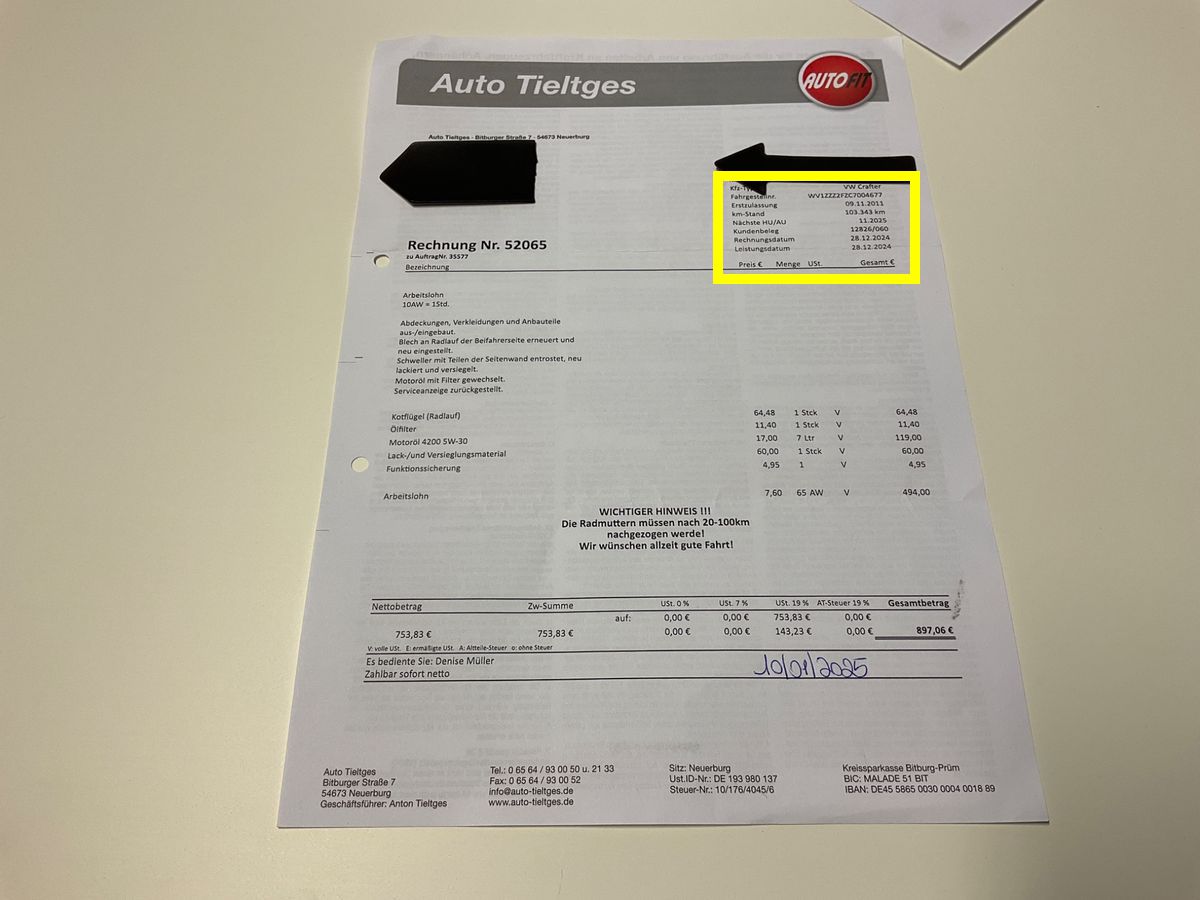 Auto Tieltges
AUTOFIT
Auto Tieltges - Bitburger Straße 7 - 54673 Neuerburg
VW Crafter
Fahrgestellnr. WV1ZZZ2FZC7004677
Erstzulassung 09.11.2011
km-Stand 103.343 km
Nächste HU/AU 11.2025
Kundenbeleg 12826/060
Rechnungsdatum 28.12.2024
Leistungsdatum 28.12.2024
Rechnung Nr. 52065
zu AuftragNr. 35577
Bezeichnung Preis € Menge USt. Gesamt €
Arbeitslohn
10AW = 1Std.
Abdeckungen, Verkleidungen und Anbauteile
aus-/eingebaut.
Blech an Radlauf der Beifahrerseite erneuert und
neu eingestellt.
Schweller mit Teilen der Seitenwand entrostet, neu
lackiert und versiegelt.
Motoröl mit Filter gewechselt.
Serviceanzeige zurückgestellt.
Kotflügel (Radlauf) 64,48 1 Stck V 64,48
Ölfilter 11,40 1 Stck V 11,40
Motoröl 4200 5W-30 17,00 7 Ltr V 119,00
Lack-/und Versieglungsmaterial 60,00 1 Stck V 60,00
Funktionssicherung 4,95 1 V 4,95
Arbeitslohn 7,60 65 AW V 494,00
WICHTIGER HINWEIS !!!
Die Radmuttern müssen nach 20-100km
nachgezogen werde!
Wir wünschen allzeit gute Fahrt!
Nettobetrag Zw-Summe USt. 0 % USt. 7 % USt. 19 % AT-Steuer 19 % Gesamtbetrag
auf: 0,00 € 0,00 € 753,83 € 0,00 €
753,83 € 753,83 € 0,00 € 0,00 € 143,23 € 0,00 € 897,06 €
V: volle USt. E: ermäßigte USt. A: Altteile-Steuer o: ohne Steuer
Es bediente Sie: Denise Müller
Zahlbar sofort netto
10/01/2025
Auto Tieltges
Bitburger Straße 7
54673 Neuerburg
Geschäftsführer: Anton Tieltges
Tel.: 0 65 64 / 93 00 50 u. 21 33
Fax: 0 65 64 / 93 00 52
info@auto-tieltges.de
www.auto-tieltges.de
Sitz: Neuerburg
Ust.ID-Nr.: DE 193 980 137
Steuer-Nr.: 10/176/4045/6
Kreissparkasse Bitburg-Prüm
BIC: MALADE 51 BIT
IBAN: DE45 5865 0030 0004 0018 89